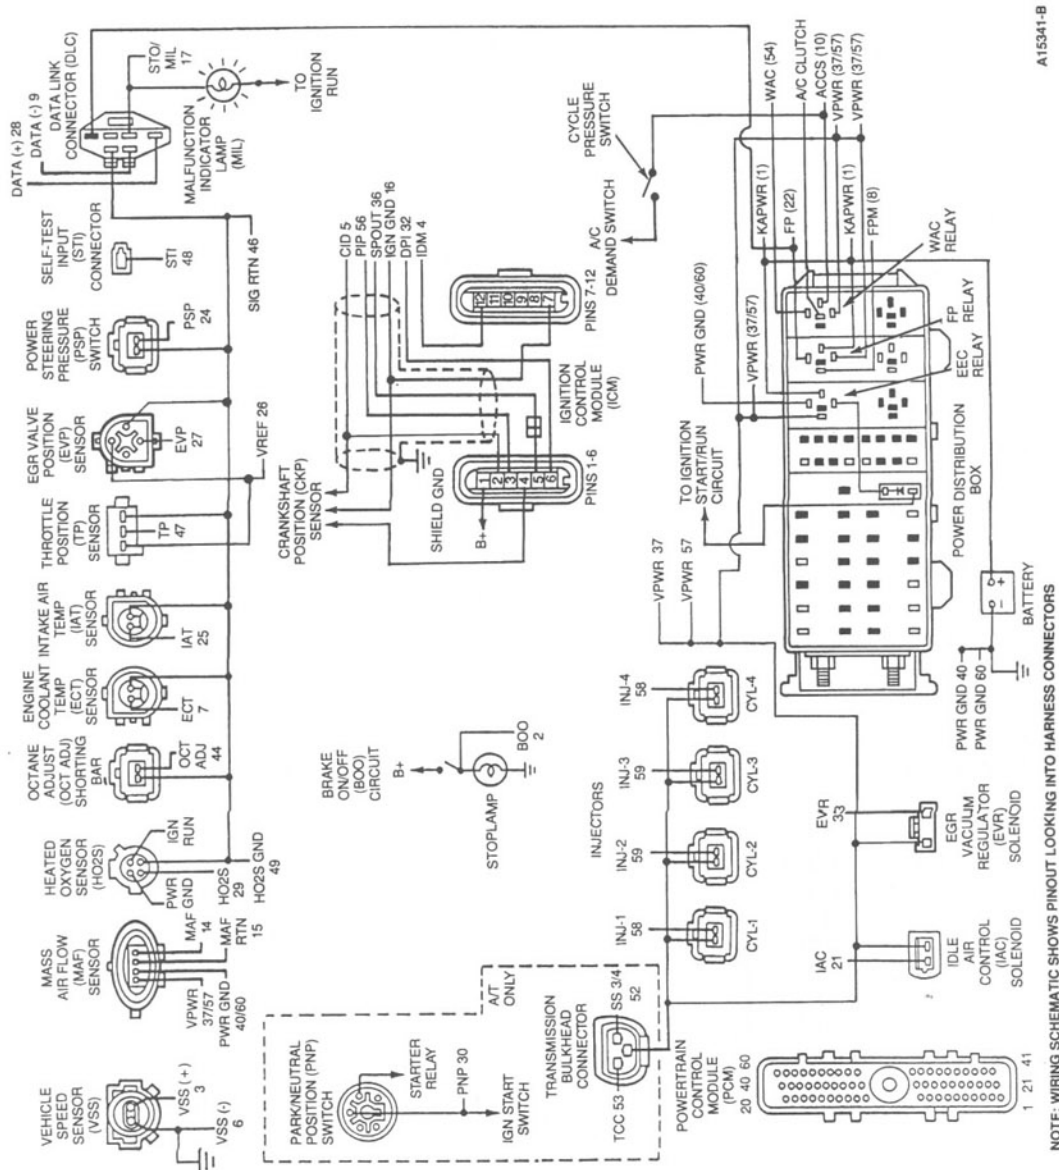 VEHICLE
SPEED
SENSOR
(VSS)
VSS (+)
3
VSS (-)
6
MASS
AIR FLOW
(MAF)
SENSOR
MAF
14
MAF
RTN
15
VPWR
37/57
PWR GND
40/60
HEATED
OXYGEN
SENSOR
(HO2S)
IGN
RUN
PWR
GND
HO2S
29
HO2S GND
49
OCTANE
ADJUST
(OCT ADJ)
SHORTING
BAR
OCT
ADJ
44
ENGINE
COOLANT
TEMP
(ECT)
SENSOR
ECT
7
INTAKE AIR
TEMP
(IAT)
SENSOR
IAT
25
THROTTLE
POSITION
(TP)
SENSOR
TP
47
EGR VALVE
POSITION
(EVP)
SENSOR
EVP
27
VREF 26
POWER
STEERING
PRESSURE
(PSP)
SWITCH
PSP
24
SELF-TEST
INPUT
(STI)
CONNECTOR
STI
48
SIG RTN 46
DATA (+) 28
DATA (-) 9
DATA LINK
CONNECTOR (DLC)
STO/
MIL
17
MALFUNCTION
INDICATOR
LAMP
(MIL)
TO
IGNITION
RUN
PARK/NEUTRAL
POSITION (PNP)
SWITCH
STARTER
RELAY
PNP 30
IGN START
SWITCH
A/T
ONLY
TRANSMISSION
BULKHEAD
CONNECTOR
TCC 53
SS 3/4
52
BRAKE
ON/OFF
(BOO)
CIRCUIT
B+
STOPLAMP
BOO
2
CRANKSHAFT
POSITION (CKP)
SENSOR
SHIELD GND
B+
1
2
3
4
5
6
PINS 1-6
IGNITION
CONTROL
MODULE
(ICM)
12
11
10
9
8
7
PINS 7-12
CID 5
PIP 56
SPOUT 36
IGN GND 16
DPI 32
IDM 4
CYCLE
PRESSURE
SWITCH
A/C
DEMAND SWITCH
INJECTORS
INJ-1
58
CYL-1
INJ-2
59
CYL-2
INJ-3
59
CYL-3
INJ-4
58
CYL-4
VPWR 37
VPWR 57
TO IGNITION
START/RUN
CIRCUIT
PWR GND (40/60)
VPWR (37/57)
KAPWR (1)
FP (22)
KAPWR (1)
FPM (8)
WAC (54)
A/C CLUTCH
ACCS (10)
VPWR (37/57)
VPWR (37/57)
WAC
RELAY
FP
RELAY
EEC
RELAY
POWER DISTRIBUTION
BOX
BATTERY
- +
PWR GND 40
PWR GND 60
POWERTRAIN
CONTROL
MODULE
(PCM)
20 40 60
1 21 41
IAC
21
IDLE
AIR
CONTROL
(IAC)
SOLENOID
EVR
33
EGR
VACUUM
REGULATOR
(EVR)
SOLENOID
NOTE: WIRING SCHEMATIC SHOWS PINOUT LOOKING INTO HARNESS CONNECTORS
A15341-B